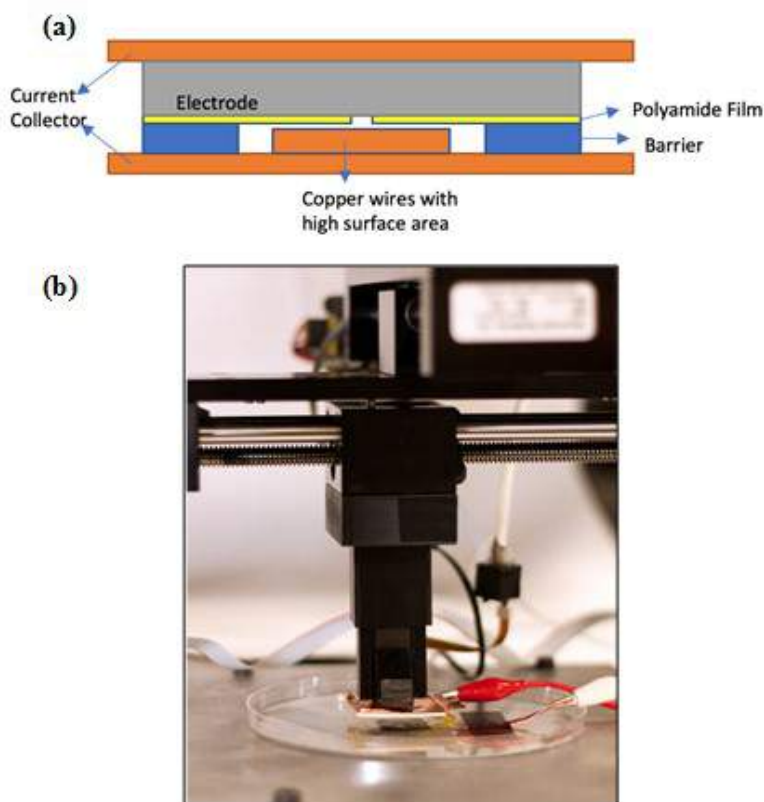 (a)
Current
Collector
Electrode
Polyamide Film
Barrier
Copper wires with
high surface area
(b)